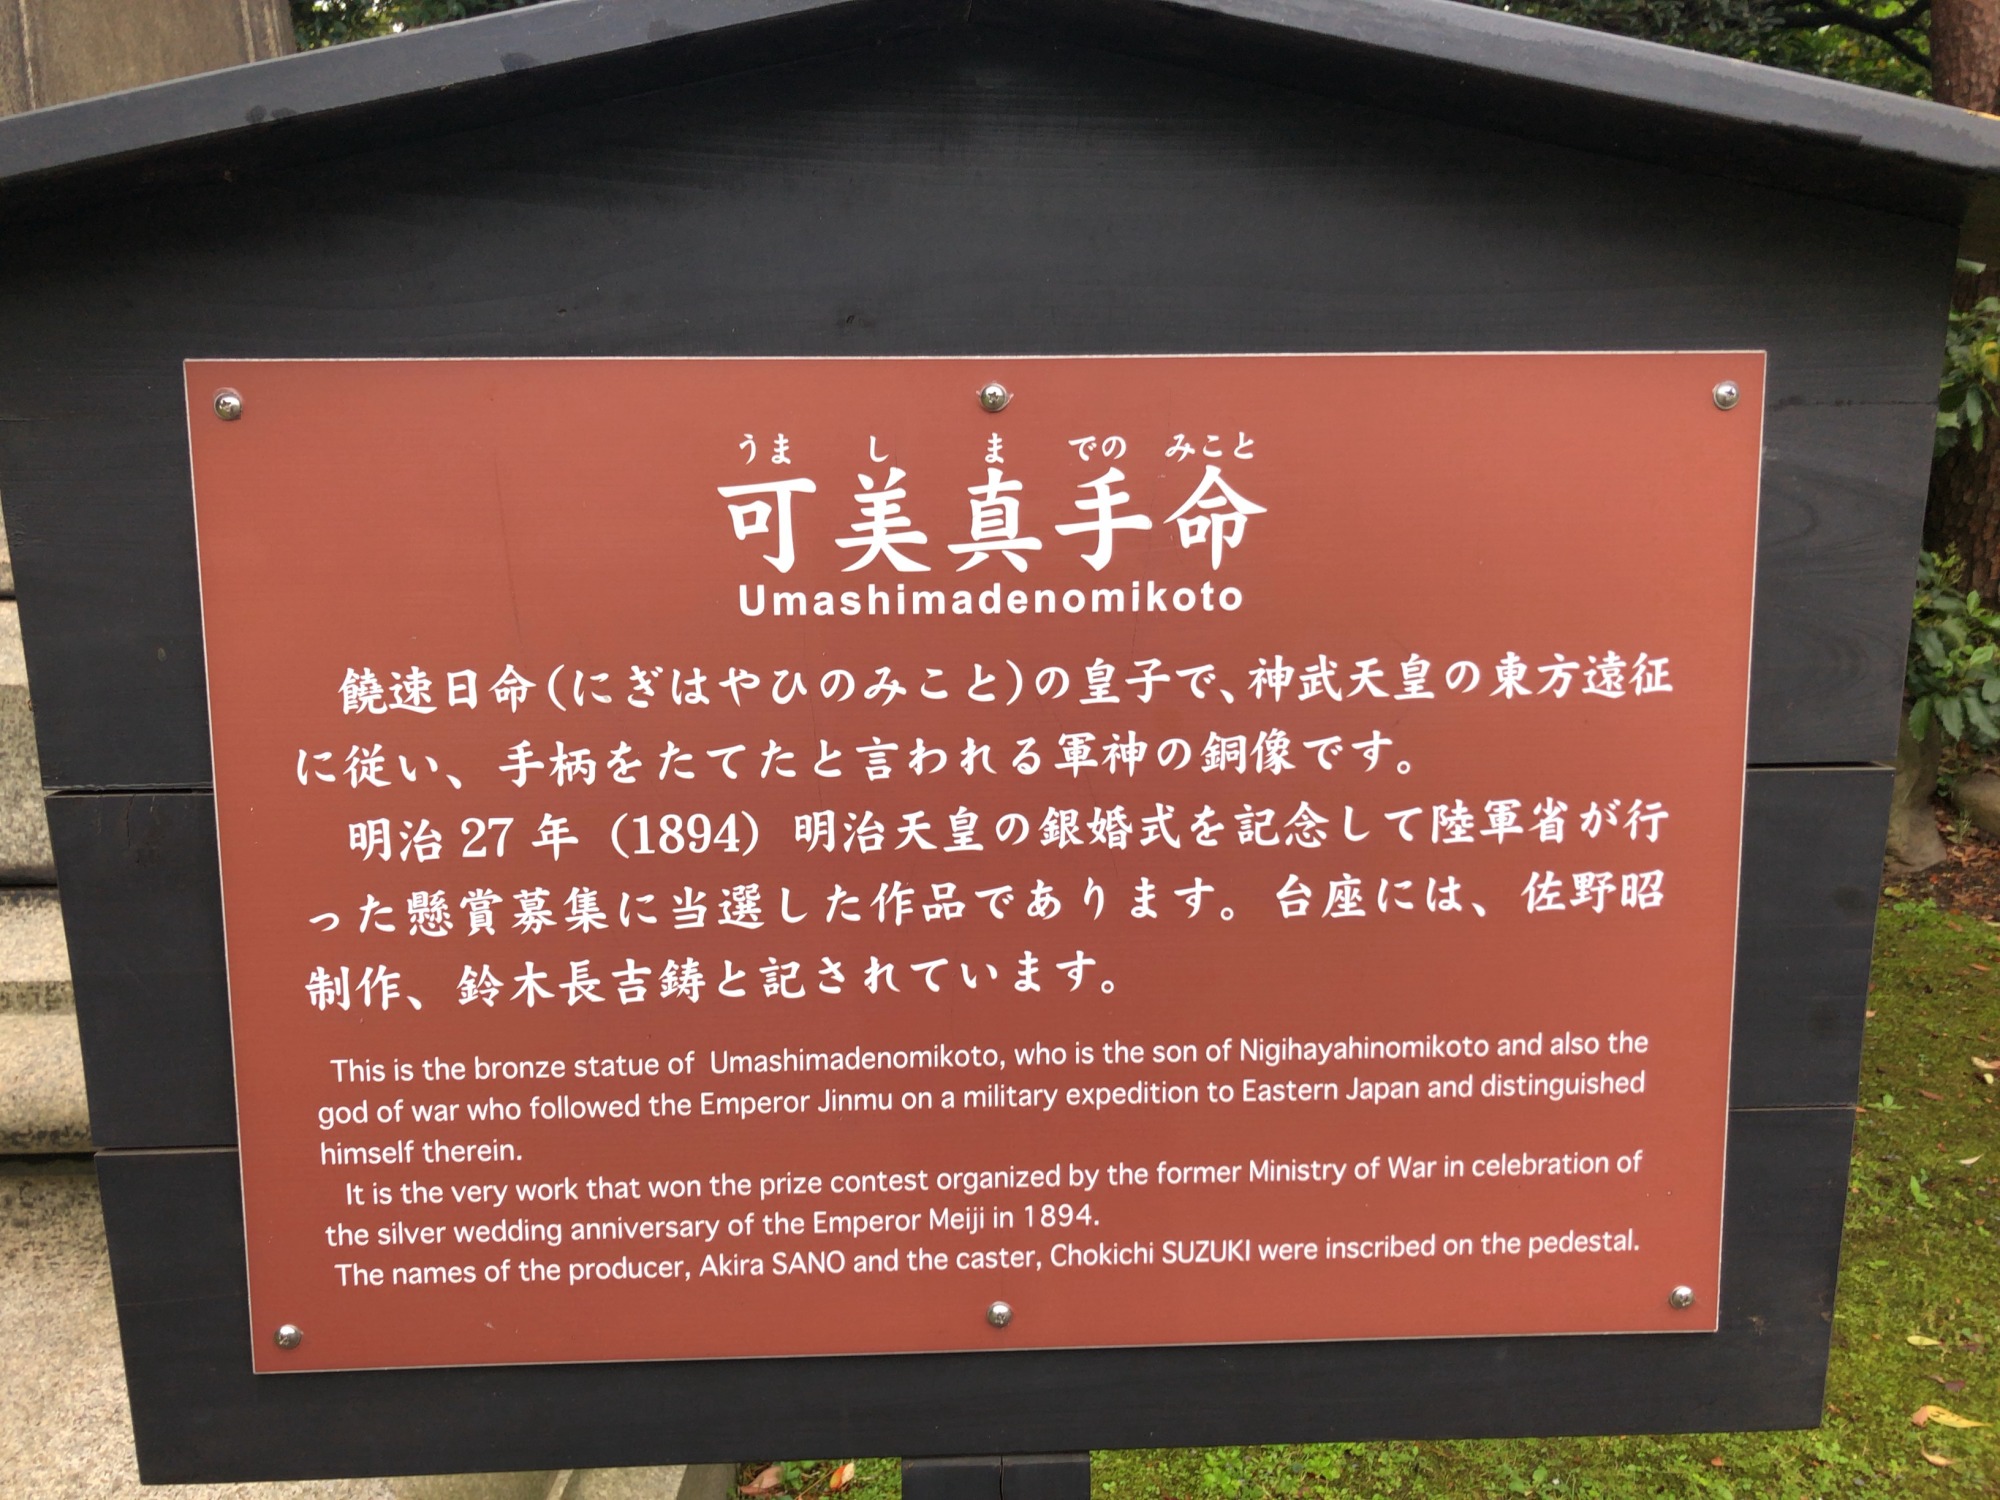 うま し ま での みこと
可美真手命
Umashimadenomikoto
饒速日命(にぎはやひのみこと)の皇子で、神武天皇の東方遠征
に従い、手柄をたてたと言われる軍神の銅像です。
明治27年(1894)明治天皇の銀婚式を記念して陸軍省が行
った懸賞募集に当選した作品であります。台座には、佐野昭
制作、鈴木長吉鋳と記されています。
This is the bronze statue of Umashimadenomikoto, who is the son of Nigihayahinomikoto and also the
god of war who followed the Emperor Jinmu on a military expedition to Eastern Japan and distinguished
himself therein.
It is the very work that won the prize contest organized by the former Ministry of War in celebration of
the silver wedding anniversary of the Emperor Meiji in 1894.
The names of the producer, Akira SANO and the caster, Chokichi SUZUKI were inscribed on the pedestal.